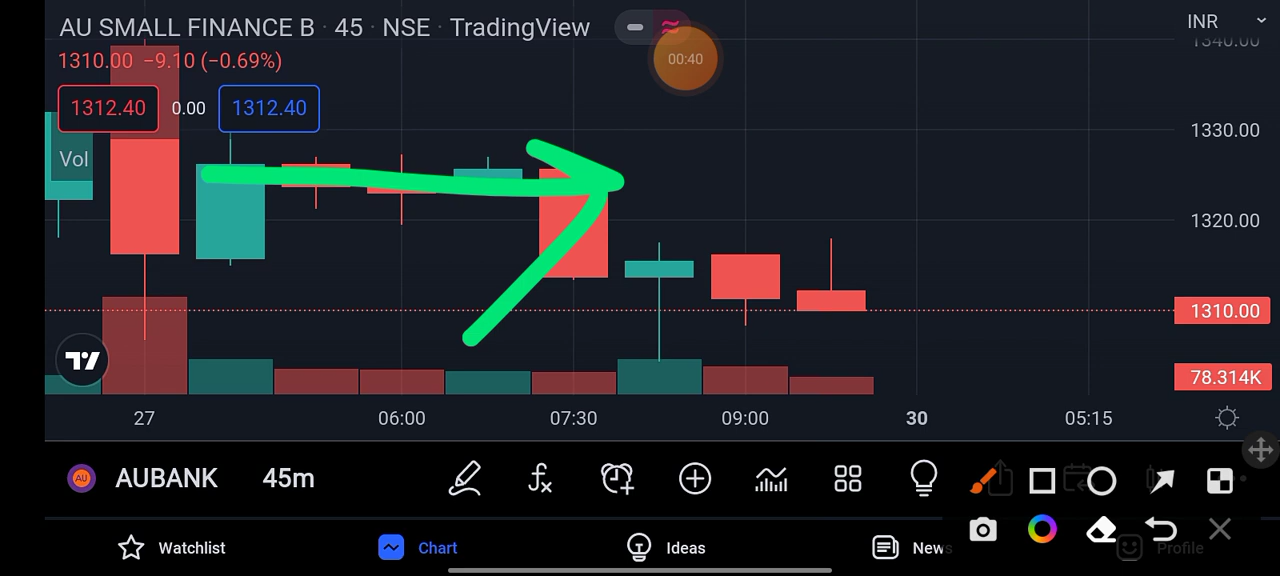 AU SMALL FINANCE B · 45 · NSE · TradingView
INR
1340.00
00:40
1310.00 −9.10 (−0.69%)
1312.40 0.00 1312.40
1330.00
Vol
1320.00
1310.00
78.314K
27 06:00 07:30 09:00 30 05:15
AU AUBANK 45m
Watchlist Chart Ideas News Profile